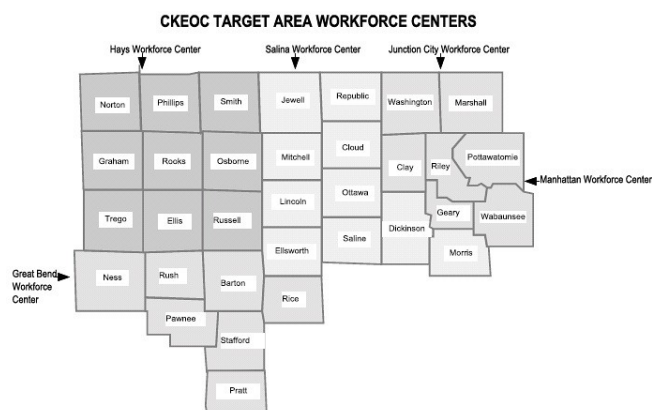 CKEOC TARGET AREA WORKFORCE CENTERS
Hays Workforce Center
Salina Workforce Center
Junction City Workforce Center
Norton
Phillips
Smith
Jewell
Republic
Washington
Marshall
Graham
Rooks
Osborne
Mitchell
Cloud
Clay
Riley
Pottawatomie
Manhattan Workforce Center
Trego
Ellis
Russell
Lincoln
Ottawa
Dickinson
Geary
Wabaunsee
Ellsworth
Saline
Morris
Great Bend
Workforce
Center
Ness
Rush
Barton
Rice
Pawnee
Stafford
Pratt